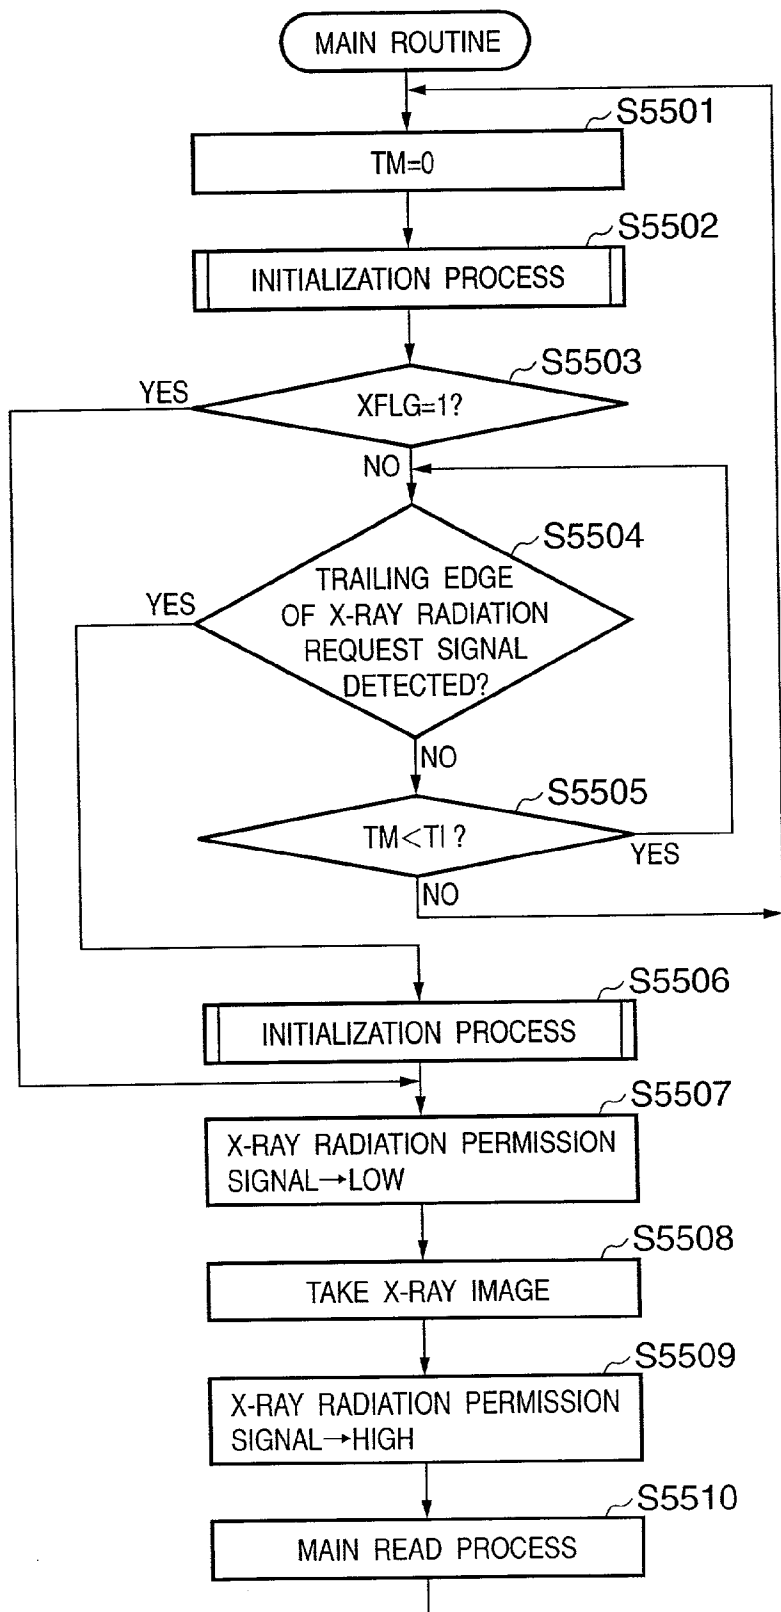 MAIN ROUTINE
S5501
TM=0
S5502
INITIALIZATION PROCESS
S5503
YES
XFLG=1?
NO
S5504
YES
TRAILING EDGE
OF X-RAY RADIATION
REQUEST SIGNAL
DETECTED?
NO
S5505
TM<TI?
YES
NO
S5506
INITIALIZATION PROCESS
S5507
X-RAY RADIATION PERMISSION
SIGNAL→LOW
S5508
TAKE X-RAY IMAGE
S5509
X-RAY RADIATION PERMISSION
SIGNAL→HIGH
S5510
MAIN READ PROCESS